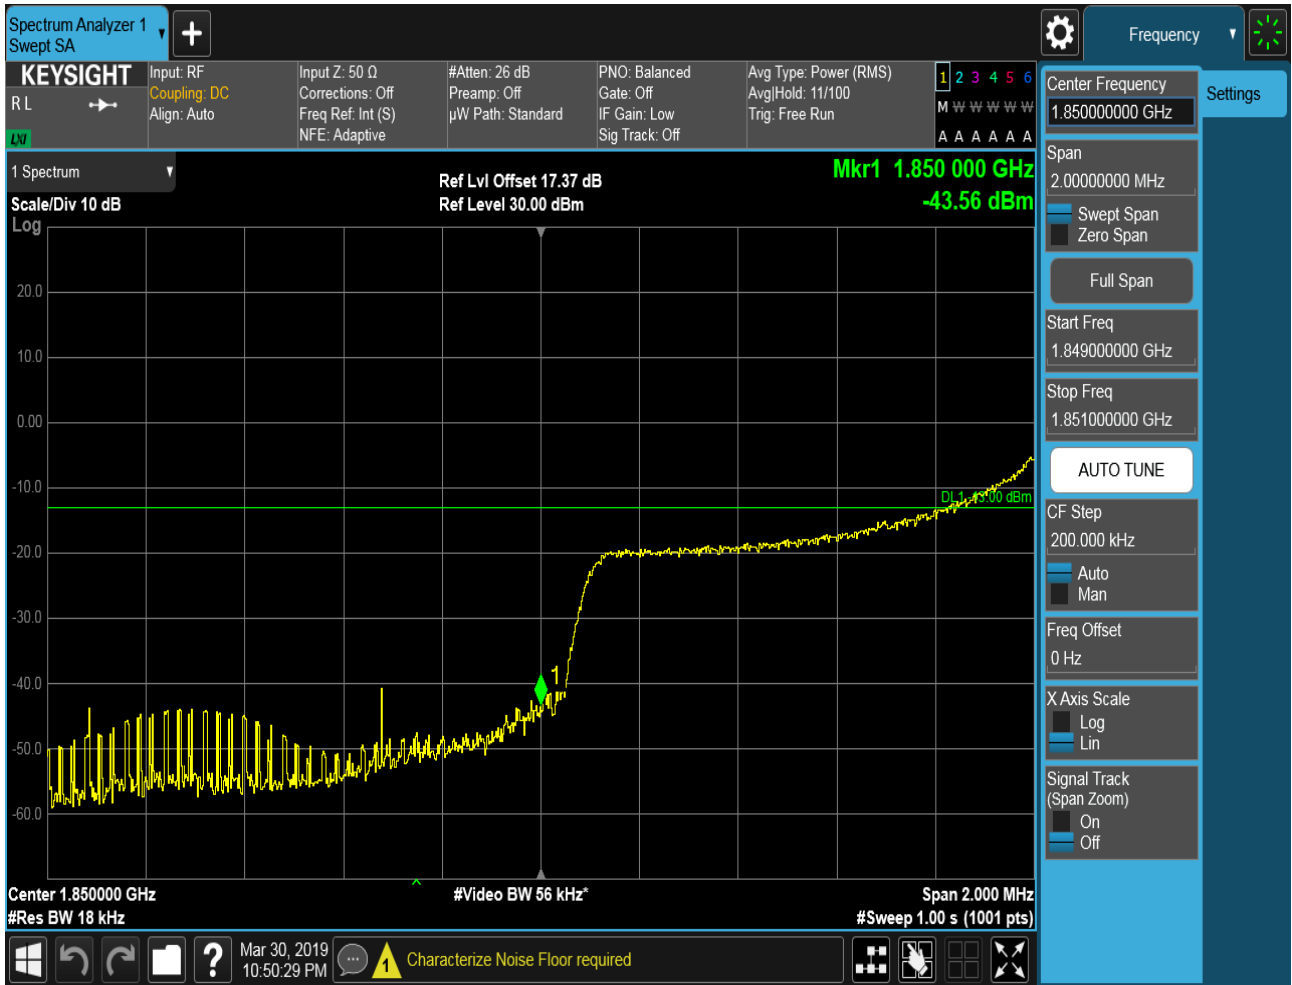 Spectrum Analyzer 1
Swept SA
Frequency
KEYSIGHT
R L
LXI
Input: RF
Coupling: DC
Align: Auto
Input Z: 50 Ω
Corrections: Off
Freq Ref: Int (S)
NFE: Adaptive
#Atten: 26 dB
Preamp: Off
µW Path: Standard
PNO: Balanced
Gate: Off
IF Gain: Low
Sig Track: Off
Avg Type: Power (RMS)
Avg|Hold: 11/100
Trig: Free Run
1 2 3 4 5 6
M W W W W W
A A A A A A
1 Spectrum
Scale/Div 10 dB
Log
Ref Lvl Offset 17.37 dB
Ref Level 30.00 dBm
Mkr1 1.850 000 GHz
-43.56 dBm
20.0
10.0
0.00
-10.0
-20.0
-30.0
-40.0
-50.0
-60.0
DL1 -13.00 dBm
1
Center 1.850000 GHz
#Res BW 18 kHz
#Video BW 56 kHz*
Span 2.000 MHz
#Sweep 1.00 s (1001 pts)
Center Frequency
1.850000000 GHz
Settings
Span
2.00000000 MHz
Swept Span
Zero Span
Full Span
Start Freq
1.849000000 GHz
Stop Freq
1.851000000 GHz
AUTO TUNE
CF Step
200.000 kHz
Auto
Man
Freq Offset
0 Hz
X Axis Scale
Log
Lin
Signal Track
(Span Zoom)
On
Off
?
Mar 30, 2019
10:50:29 PM
1
Characterize Noise Floor required